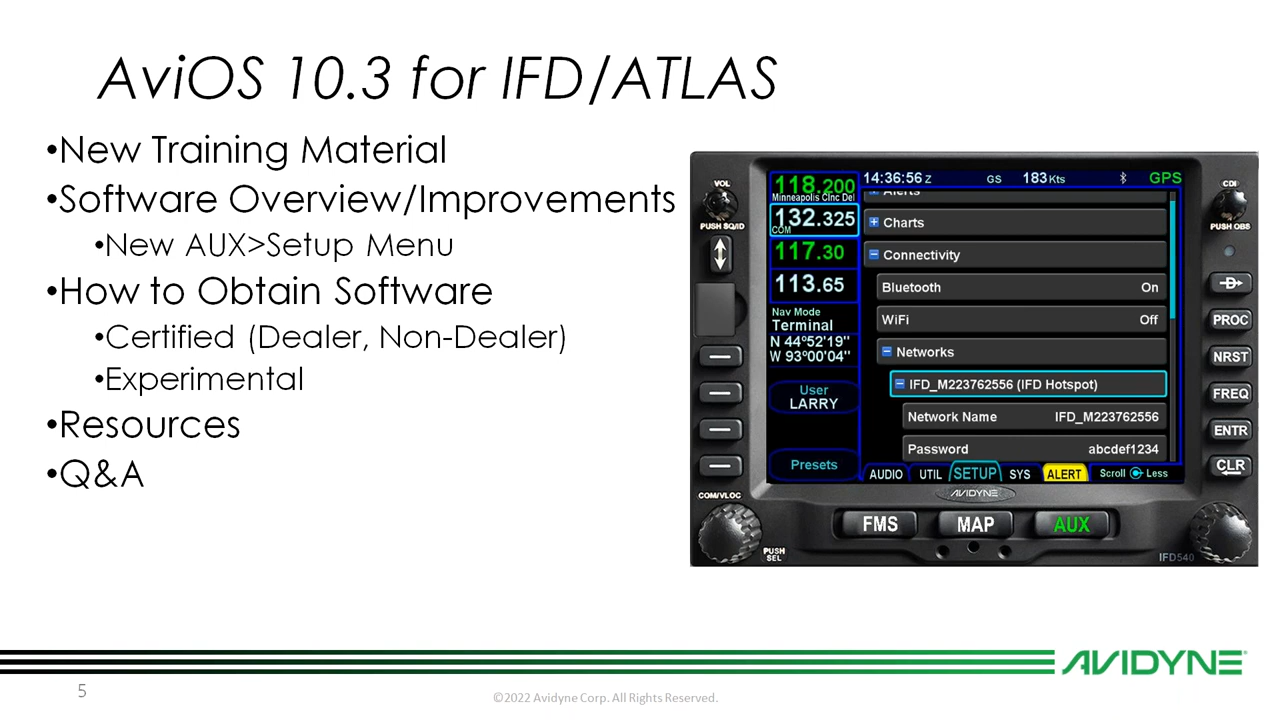 AviOS 10.3 for IFD/ATLAS
•New Training Material
•Software Overview/Improvements
•New AUX>Setup Menu
•How to Obtain Software
•Certified (Dealer, Non-Dealer)
•Experimental
•Resources
•Q&A
VOL
PUSH SQ/ID
118.200
Minneapolis Clnc Del
132.325
COM
117.30
113.65
Nav Mode
Terminal
N 44°52'19"
W 93°00'04"
User
LARRY
Presets
14:36:56 Z GS 183 Kts GPS
Alerts
Charts
Connectivity
Bluetooth On
WiFi Off
Networks
IFD_M223762556 (IFD Hotspot)
Network Name IFD_M223762556
Password abcdef1234
AUDIO UTIL SETUP SYS ALERT Scroll Less
CDI
PUSH OBS
D
PROC
NRST
FREQ
ENTR
CLR
COM/VLOC
PUSH
SEL
AVIDYNE
FMS MAP AUX
IFD540
AVIDYNE
5
©2022 Avidyne Corp. All Rights Reserved.